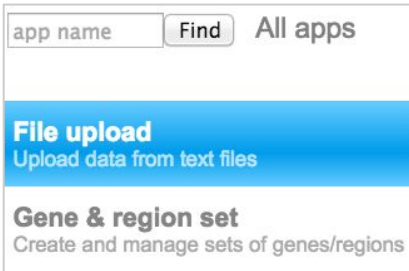 app name Find All apps
File upload
Upload data from text files
Gene & region set
Create and manage sets of genes/regions